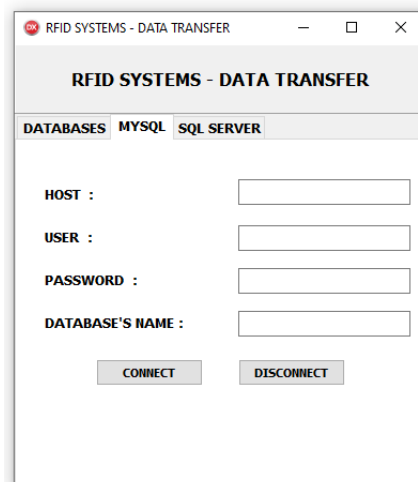 DX RFID SYSTEMS - DATA TRANSFER
RFID SYSTEMS - DATA TRANSFER
DATABASES MYSQL SQL SERVER
HOST :
USER :
PASSWORD :
DATABASE'S NAME :
CONNECT DISCONNECT